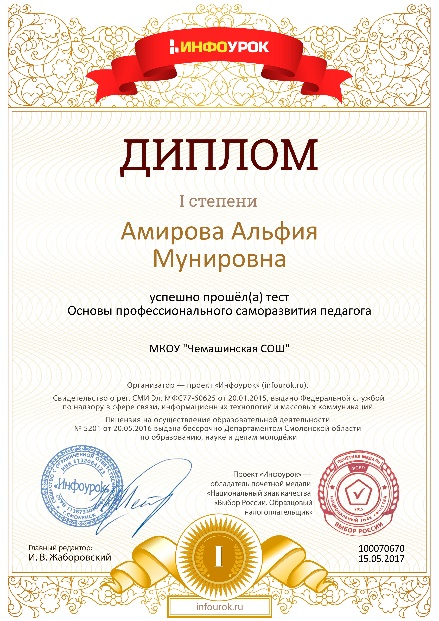 ИНФОУРОК
ДИПЛОМ
I степени
Амирова Альфия
Мунировна
успешно прошёл(а) тест
Основы профессионального саморазвития педагога
МКОУ "Чемашинская СОШ"
Организатор — проект «Инфоурок» (infourok.ru).
Свидетельство о рег. СМИ Эл. №ФС77-60625 от 20.01.2015, выдано Федеральной службой
по надзору в сфере связи, информационных технологий и массовых коммуникаций.
Лицензия на осуществление образовательной деятельности
№ 5201 от 20.05.2016 выдана бессрочно Департаментом Смоленской области
по образованию, науке и делам молодёжи
«Инфоурок»
Проект «Инфоурок» —
обладатель почетной медали
«Национальный знак качества
«Выбор России. Образцовый
налогоплательщик»
ВЫБОР РОССИИ
Главный редактор:
И. В. Жаборовский
I
100070670
15.05.2017
infourok.ru